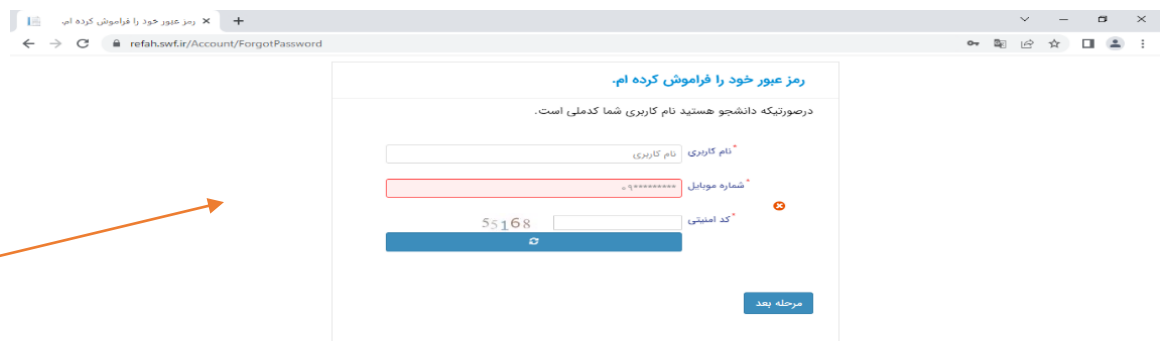 رمز عبور خود را فراموش کرده ام.
refah.swf.ir/Account/ForgotPassword
رمز عبور خود را فراموش کرده ام.
درصورتیکه دانشجو هستید نام کاربری شما کدملی است.
*نام کاربری نام کاربری
*شماره موبایل ۰۹*********
*کد امنیتی 55168
مرحله بعد